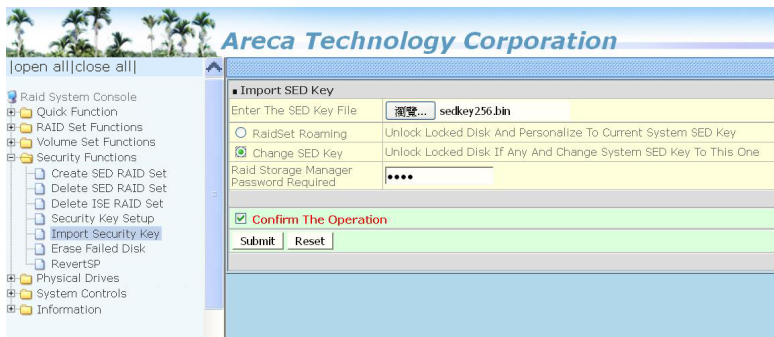 Areca Technology Corporation
|open all|close all|
Raid System Console
Quick Function
RAID Set Functions
Volume Set Functions
Security Functions
Create SED RAID Set
Delete SED RAID Set
Delete ISE RAID Set
Security Key Setup
Import Security Key
Erase Failed Disk
RevertSP
Physical Drives
System Controls
Information
Import SED Key
Enter The SED Key File 瀏覽... sedkey256.bin
RaidSet Roaming Unlock Locked Disk And Personalize To Current System SED Key
Change SED Key Unlock Locked Disk If Any And Change System SED Key To This One
Raid Storage Manager
Password Required ••••
Confirm The Operation
Submit Reset